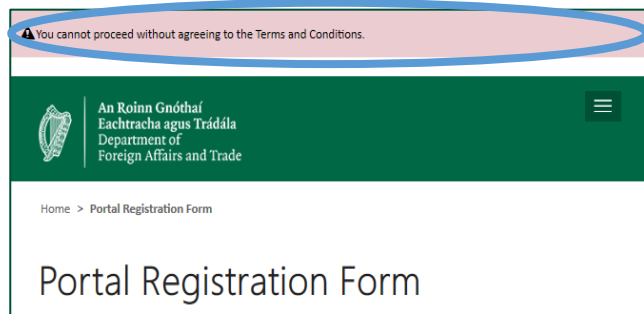 You cannot proceed without agreeing to the Terms and Conditions.
An Roinn Gnóthaí
Eachtracha agus Trádála
Department of
Foreign Affairs and Trade
Home > Portal Registration Form
Portal Registration Form